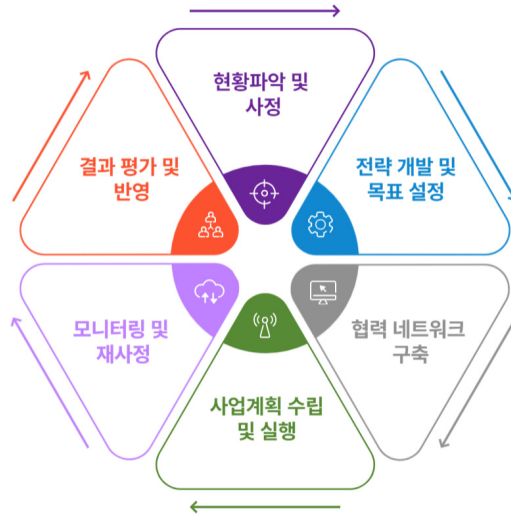 현황파악 및
사정
전략 개발 및
목표 설정
협력 네트워크
구축
사업계획 수립
및 실행
모니터링 및
재사정
결과 평가 및
반영